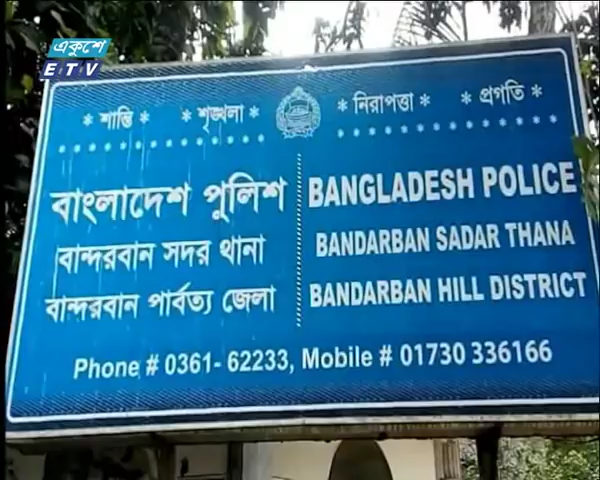 একুশে
ETV
* শান্তি * * শৃঙ্খলা * * নিরাপত্তা * * প্রগতি *
বাংলাদেশ পুলিশ
বান্দরবান সদর থানা
বান্দরবান পার্বত্য জেলা
BANGLADESH POLICE
BANDARBAN SADAR THANA
BANDARBAN HILL DISTRICT
Phone # 0361- 62233, Mobile # 01730 336166